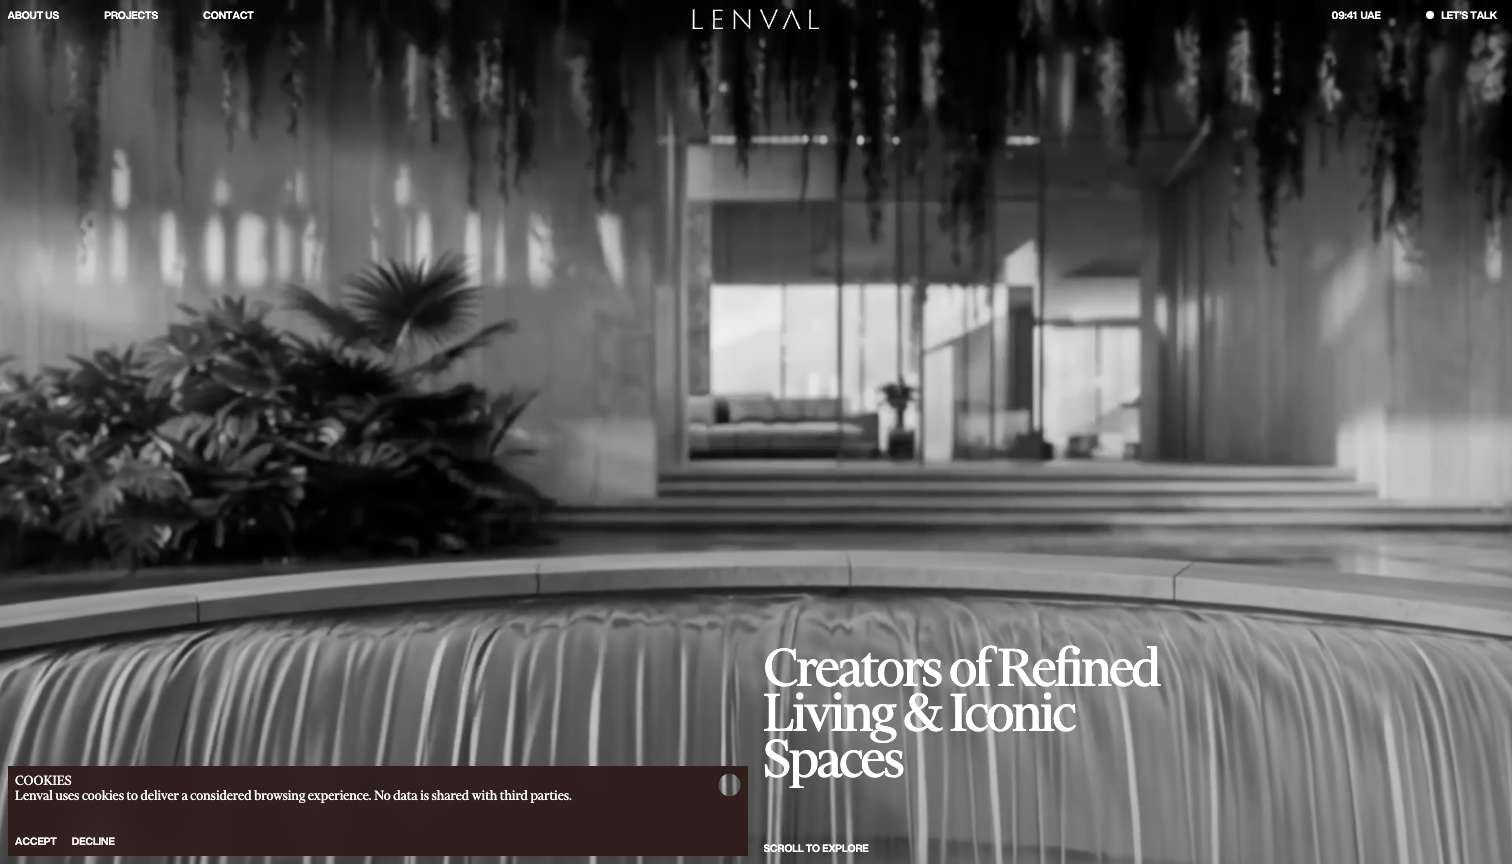 ABOUT US
PROJECTS
CONTACT
LENVAL
09:41 UAE
LET'S TALK
Creators of Refined
Living & Iconic
Spaces
COOKIES
Lenval uses cookies to deliver a considered browsing experience. No data is shared with third parties.
ACCEPT
DECLINE
SCROLL TO EXPLORE